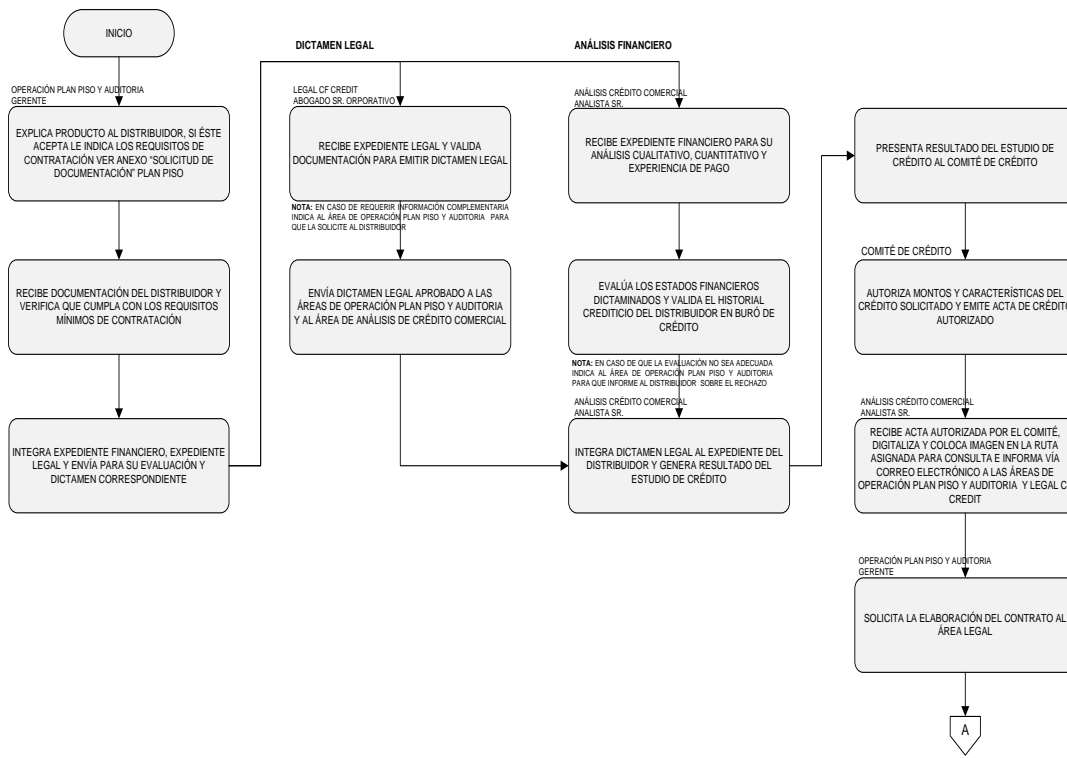 INICIO
OPERACIÓN PLAN PISO Y AUDITORIA
GERENTE
EXPLICA PRODUCTO AL DISTRIBUIDOR, SI ÉSTE
ACEPTA LE INDICA LOS REQUISITOS DE
CONTRATACIÓN VER ANEXO “SOLICITUD DE
DOCUMENTACIÓN” PLAN PISO
RECIBE DOCUMENTACIÓN DEL DISTRIBUIDOR Y
VERIFICA QUE CUMPLA CON LOS REQUISITOS
MÍNIMOS DE CONTRATACIÓN
INTEGRA EXPEDIENTE FINANCIERO, EXPEDIENTE
LEGAL Y ENVÍA PARA SU EVALUACIÓN Y
DICTAMEN CORRESPONDIENTE
DICTAMEN LEGAL
LEGAL CF CREDIT
ABOGADO SR. ORPORATIVO
RECIBE EXPEDIENTE LEGAL Y VALIDA
DOCUMENTACIÓN PARA EMITIR DICTAMEN LEGAL
NOTA: EN CASO DE REQUERIR INFORMACIÓN COMPLEMENTARIA
INDICA AL ÁREA DE OPERACIÓN PLAN PISO Y AUDITORIA PARA
QUE LA SOLICITE AL DISTRIBUIDOR
ENVÍA DICTAMEN LEGAL APROBADO A LAS
ÁREAS DE OPERACIÓN PLAN PISO Y AUDITORIA
Y AL ÁREA DE ANÁLISIS DE CRÉDITO COMERCIAL
ANÁLISIS FINANCIERO
ANÁLISIS CRÉDITO COMERCIAL
ANALISTA SR.
RECIBE EXPEDIENTE FINANCIERO PARA SU
ANÁLISIS CUALITATIVO, CUANTITATIVO Y
EXPERIENCIA DE PAGO
EVALÚA LOS ESTADOS FINANCIEROS
DICTAMINADOS Y VALIDA EL HISTORIAL
CREDITICIO DEL DISTRIBUIDOR EN BURÓ DE
CRÉDITO
NOTA: EN CASO DE QUE LA EVALUACIÓN NO SEA ADECUADA
INDICA AL ÁREA DE OPERACIÓN PLAN PISO Y AUDITORIA
PARA QUE INFORME AL DISTRIBUIDOR SOBRE EL RECHAZO
ANÁLISIS CRÉDITO COMERCIAL
ANALISTA SR.
INTEGRA DICTAMEN LEGAL AL EXPEDIENTE DEL
DISTRIBUIDOR Y GENERA RESULTADO DEL
ESTUDIO DE CRÉDITO
PRESENTA RESULTADO DEL ESTUDIO DE
CRÉDITO AL COMITÉ DE CRÉDITO
COMITÉ DE CRÉDITO
AUTORIZA MONTOS Y CARACTERÍSTICAS DEL
CRÉDITO SOLICITADO Y EMITE ACTA DE CRÉDITO
AUTORIZADO
ANÁLISIS CRÉDITO COMERCIAL
ANALISTA SR.
RECIBE ACTA AUTORIZADA POR EL COMITÉ,
DIGITALIZA Y COLOCA IMAGEN EN LA RUTA
ASIGNADA PARA CONSULTA E INFORMA VÍA
CORREO ELECTRÓNICO A LAS ÁREAS DE
OPERACIÓN PLAN PISO Y AUDITORIA Y LEGAL
CREDIT
OPERACIÓN PLAN PISO Y AUDITORIA
GERENTE
SOLICITA LA ELABORACIÓN DEL CONTRATO AL
ÁREA LEGAL
A